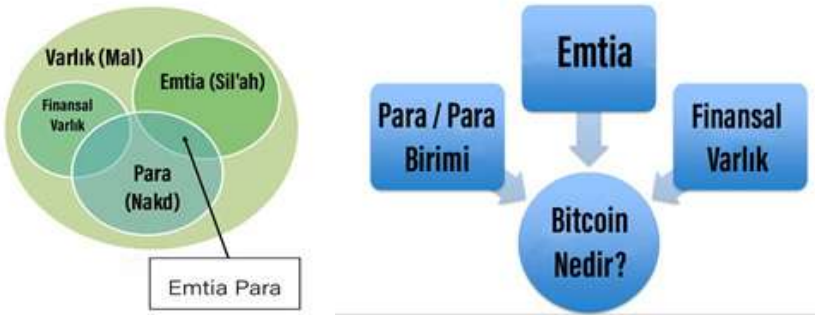 Varlık (Mal)
Emtia (Sil'ah)
Finansal
Varlık
Para
(Nakd)
Emtia Para
Emtia
Para / Para
Birimi
Finansal
Varlık
Bitcoin
Nedir?